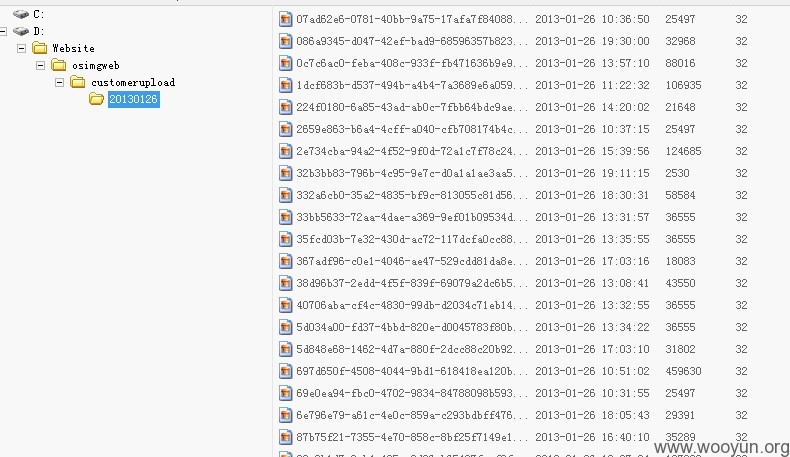 C:
D:
Website
osimgweb
customerupload
20130126
07ad62e6-0781-40bb-9a75-17afa7f84088... 2013-01-26 10:36:50 25497 32
086a9345-d047-42ef-bad9-68596357b823... 2013-01-26 19:30:00 32968 32
0c7c6ac0-feba-408c-933f-fb471636b9e9... 2013-01-26 13:57:10 88016 32
1dcf683b-d537-494b-a4b4-7a3689e6a059... 2013-01-26 11:22:32 106935 32
224f0180-6a85-43ad-ab0c-7fbb64bdc9ae... 2013-01-26 14:20:02 21648 32
2659e863-b6a4-4cff-a040-cfb708174b4c... 2013-01-26 10:37:15 25497 32
2e734cba-94a2-4f52-9f0d-72a1c7f78c24... 2013-01-26 15:39:56 124685 32
32b3bb83-796b-4c95-9e7c-d0a1a1ae3aa5... 2013-01-26 19:11:15 2530 32
332a6cb0-35a2-4835-bf9c-813055c81d56... 2013-01-26 18:30:31 58584 32
33bb5633-72aa-4dae-a369-9ef01b09534d... 2013-01-26 13:31:57 36555 32
35fcd03b-7e32-430d-ac72-117dcfa0cc88... 2013-01-26 13:35:55 36555 32
367adf96-c0e1-4046-ae47-529cdd81da8e... 2013-01-26 17:03:16 18083 32
38d96b37-2edd-4f5f-839f-69079a2dc6b5... 2013-01-26 13:08:41 43550 32
40706aba-cf4c-4830-99db-d2034c71eb14... 2013-01-26 13:32:55 36555 32
5d034a00-fd37-4bbd-820e-d0045783f80b... 2013-01-26 13:34:22 36555 32
5d848e68-1462-4d7a-880f-2dcc88c20b92... 2013-01-26 17:03:10 31802 32
697d650f-4508-4044-9bd1-618418ea120b... 2013-01-26 10:51:02 459630 32
69e0ea94-fbc0-4702-9834-84788098b593... 2013-01-26 10:31:55 25497 32
6e796e79-a61c-4e0c-859a-c293bdbff476... 2013-01-26 18:05:43 29391 32
87b75f21-7355-4e70-858c-8bf25f7149e1... 2013-01-26 16:40:10 35289 32
www.wooyun.org